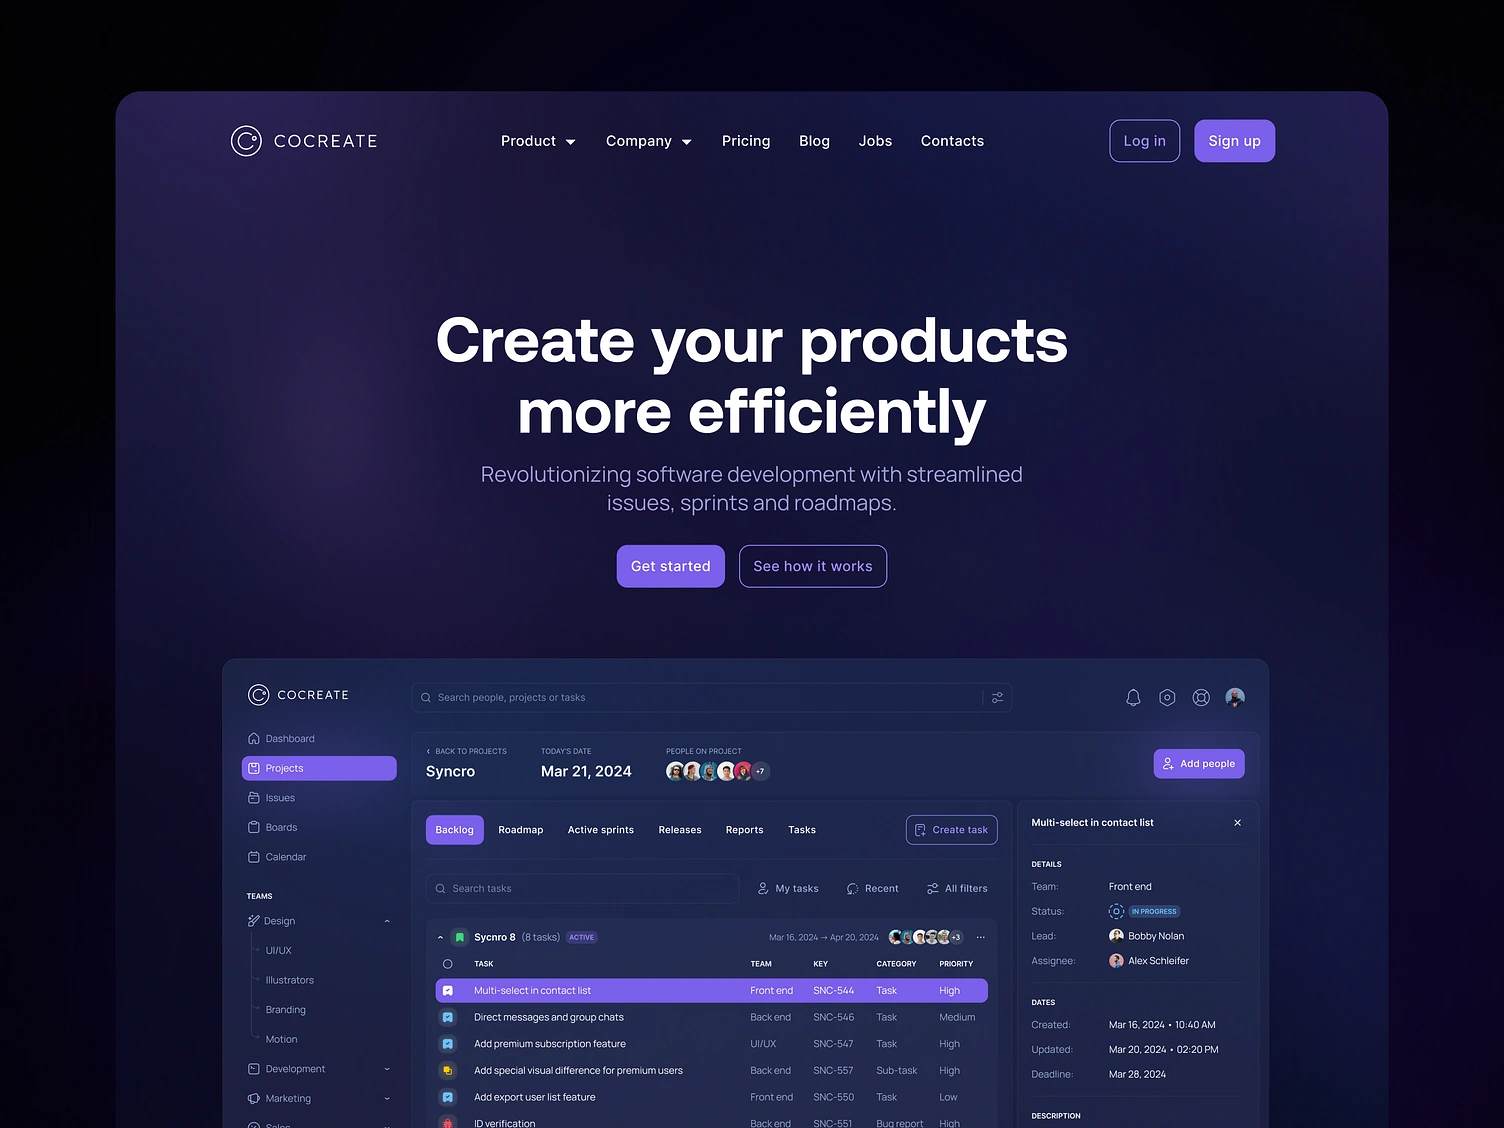 COCREATE
Product
Company
Pricing
Blog
Jobs
Contacts
Log in
Sign up
Create your products
more efficiently
Revolutionizing software development with streamlined
issues, sprints and roadmaps.
Get started
See how it works
COCREATE
Search people, projects or tasks
Dashboard
Projects
Issues
Boards
Calendar
TEAMS
Design
UI/UX
Illustrators
Branding
Motion
Development
Marketing
Sales
BACK TO PROJECTS
Syncro
TODAY'S DATE
Mar 21, 2024
PEOPLE ON PROJECT
+7
Add people
Backlog
Roadmap
Active sprints
Releases
Reports
Tasks
Create task
Search tasks
My tasks
Recent
All filters
Sycnro 8 (8 tasks) ACTIVE
Mar 16, 2024 → Apr 20, 2024
+3
TASK TEAM KEY CATEGORY PRIORITY
Multi-select in contact list Front end SNC-544 Task High
Direct messages and group chats Back end SNC-546 Task Medium
Add premium subscription feature UI/UX SNC-547 Task High
Add special visual difference for premium users Back end SNC-557 Sub-task High
Add export user list feature Front end SNC-550 Task Low
ID verification Back end SNC-551 Bug report High
Multi-select in contact list
DETAILS
Team: Front end
Status: IN PROGRESS
Lead: Bobby Nolan
Assignee: Alex Schleifer
DATES
Created: Mar 16, 2024 • 10:40 AM
Updated: Mar 20, 2024 • 02:20 PM
Deadline: Mar 28, 2024
DESCRIPTION